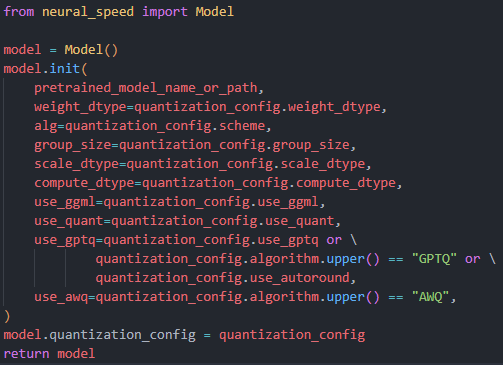 from neural_speed import Model

model = Model()
model.init(
    pretrained_model_name_or_path,
    weight_dtype=quantization_config.weight_dtype,
    alg=quantization_config.scheme,
    group_size=quantization_config.group_size,
    scale_dtype=quantization_config.scale_dtype,
    compute_dtype=quantization_config.compute_dtype,
    use_ggml=quantization_config.use_ggml,
    use_quant=quantization_config.use_quant,
    use_gptq=quantization_config.use_gptq or \
            quantization_config.algorithm.upper() == "GPTQ" or \
            quantization_config.use_autoround,
    use_awq=quantization_config.algorithm.upper() == "AWQ",
)
model.quantization_config = quantization_config
return model